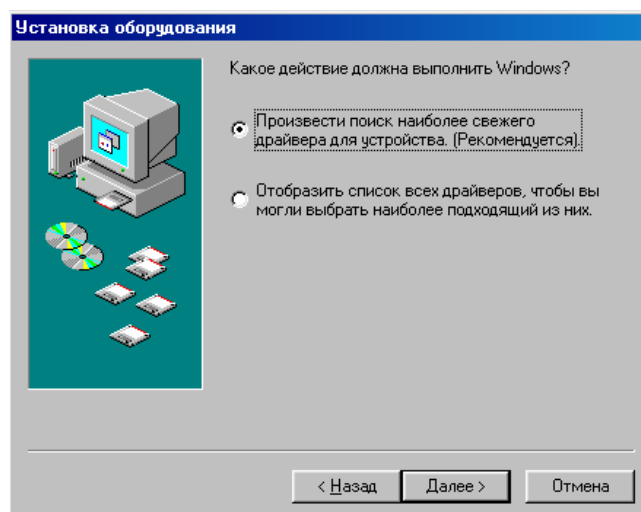 Установка оборудования
Какое действие должна выполнить Windows?
Произвести поиск наиболее свежего
драйвера для устройства. (Рекомендуется).
Отобразить список всех драйверов, чтобы вы
могли выбрать наиболее подходящий из них.
< Назад
Далее >
Отмена